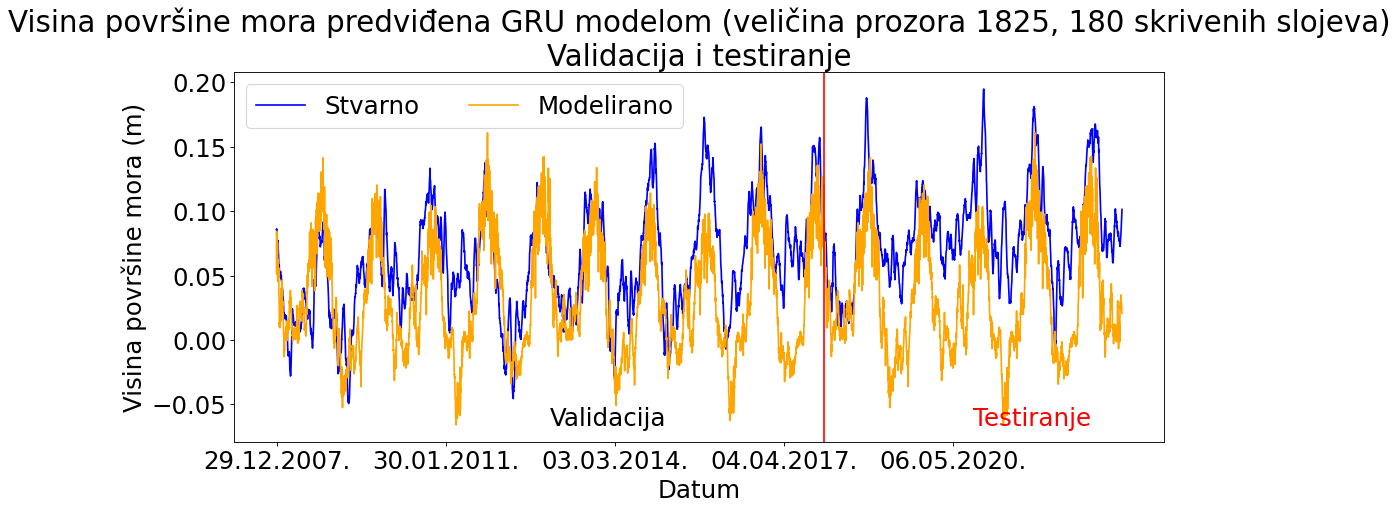 Visina površine mora predviđena GRU modelom (veličina prozora 1825, 180 skrivenih slojeva)
Validacija i testiranje
Stvarno
Modelirano
Visina površine mora (m)
0.20
0.15
0.10
0.05
0.00
−0.05
Validacija
Testiranje
29.12.2007.
30.01.2011.
03.03.2014.
04.04.2017.
06.05.2020.
Datum